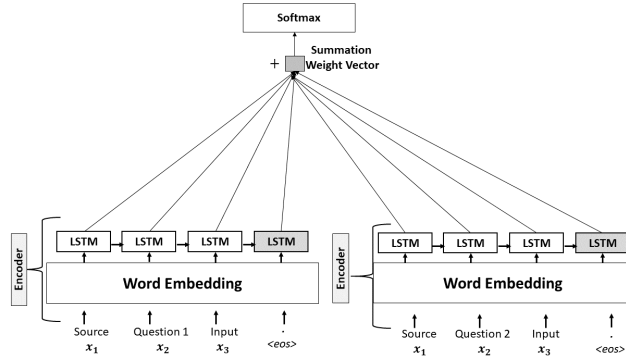 Softmax
+
Summation
Weight Vector
Encoder
LSTM LSTM LSTM LSTM
Word Embedding
Source Question 1 Input .
x₁ x₂ x₃ <eos>
Encoder
LSTM LSTM LSTM LSTM
Word Embedding
Source Question 2 Input .
x₁ x₂ x₃ <eos>